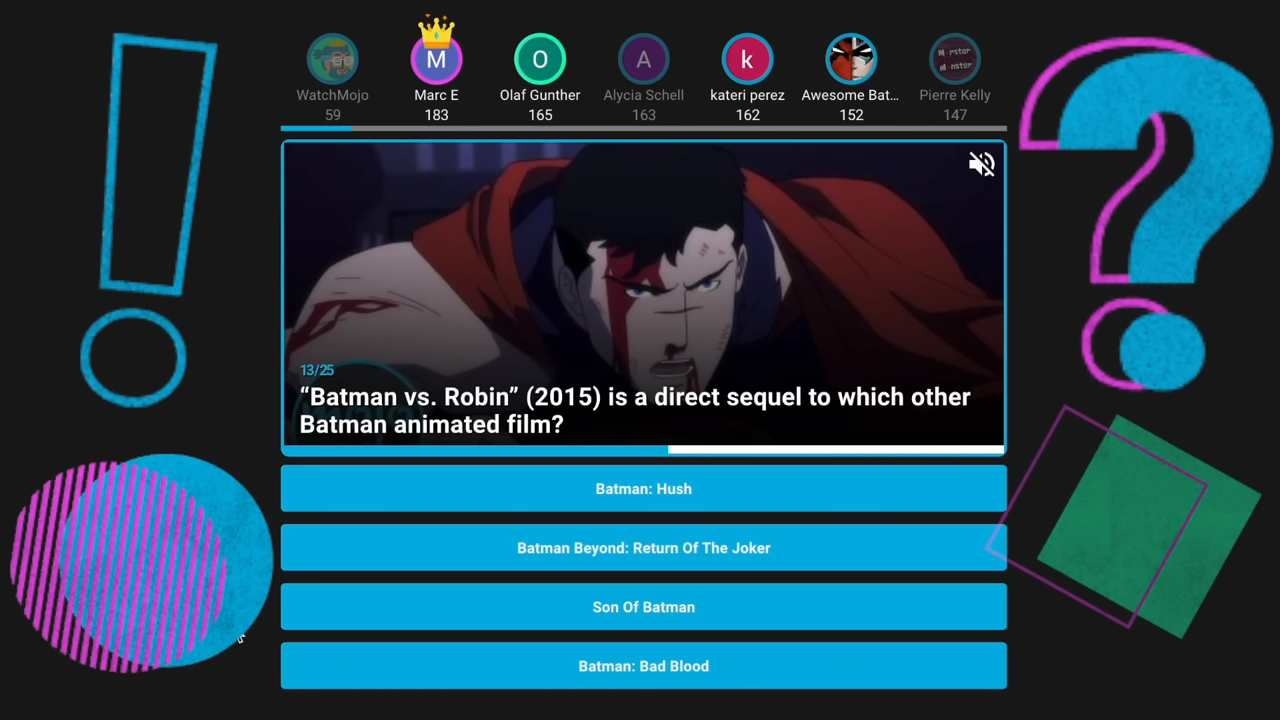 WatchMojo
59
M
Marc E
183
O
Olaf Gunther
165
A
Alycia Schell
163
k
kateri perez
162
Awesome Bat...
152
Pierre Kelly
147
13/25
“Batman vs. Robin” (2015) is a direct sequel to which other
Batman animated film?
Batman: Hush
Batman Beyond: Return Of The Joker
Son Of Batman
Batman: Bad Blood